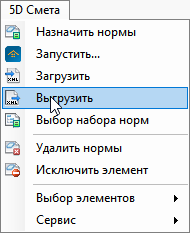 5D Смета
Назначить нормы
Запустить...
Загрузить
Выгрузить
Выбор набора норм
Удалить нормы
Исключить элемент
Выбор элементов
Сервис